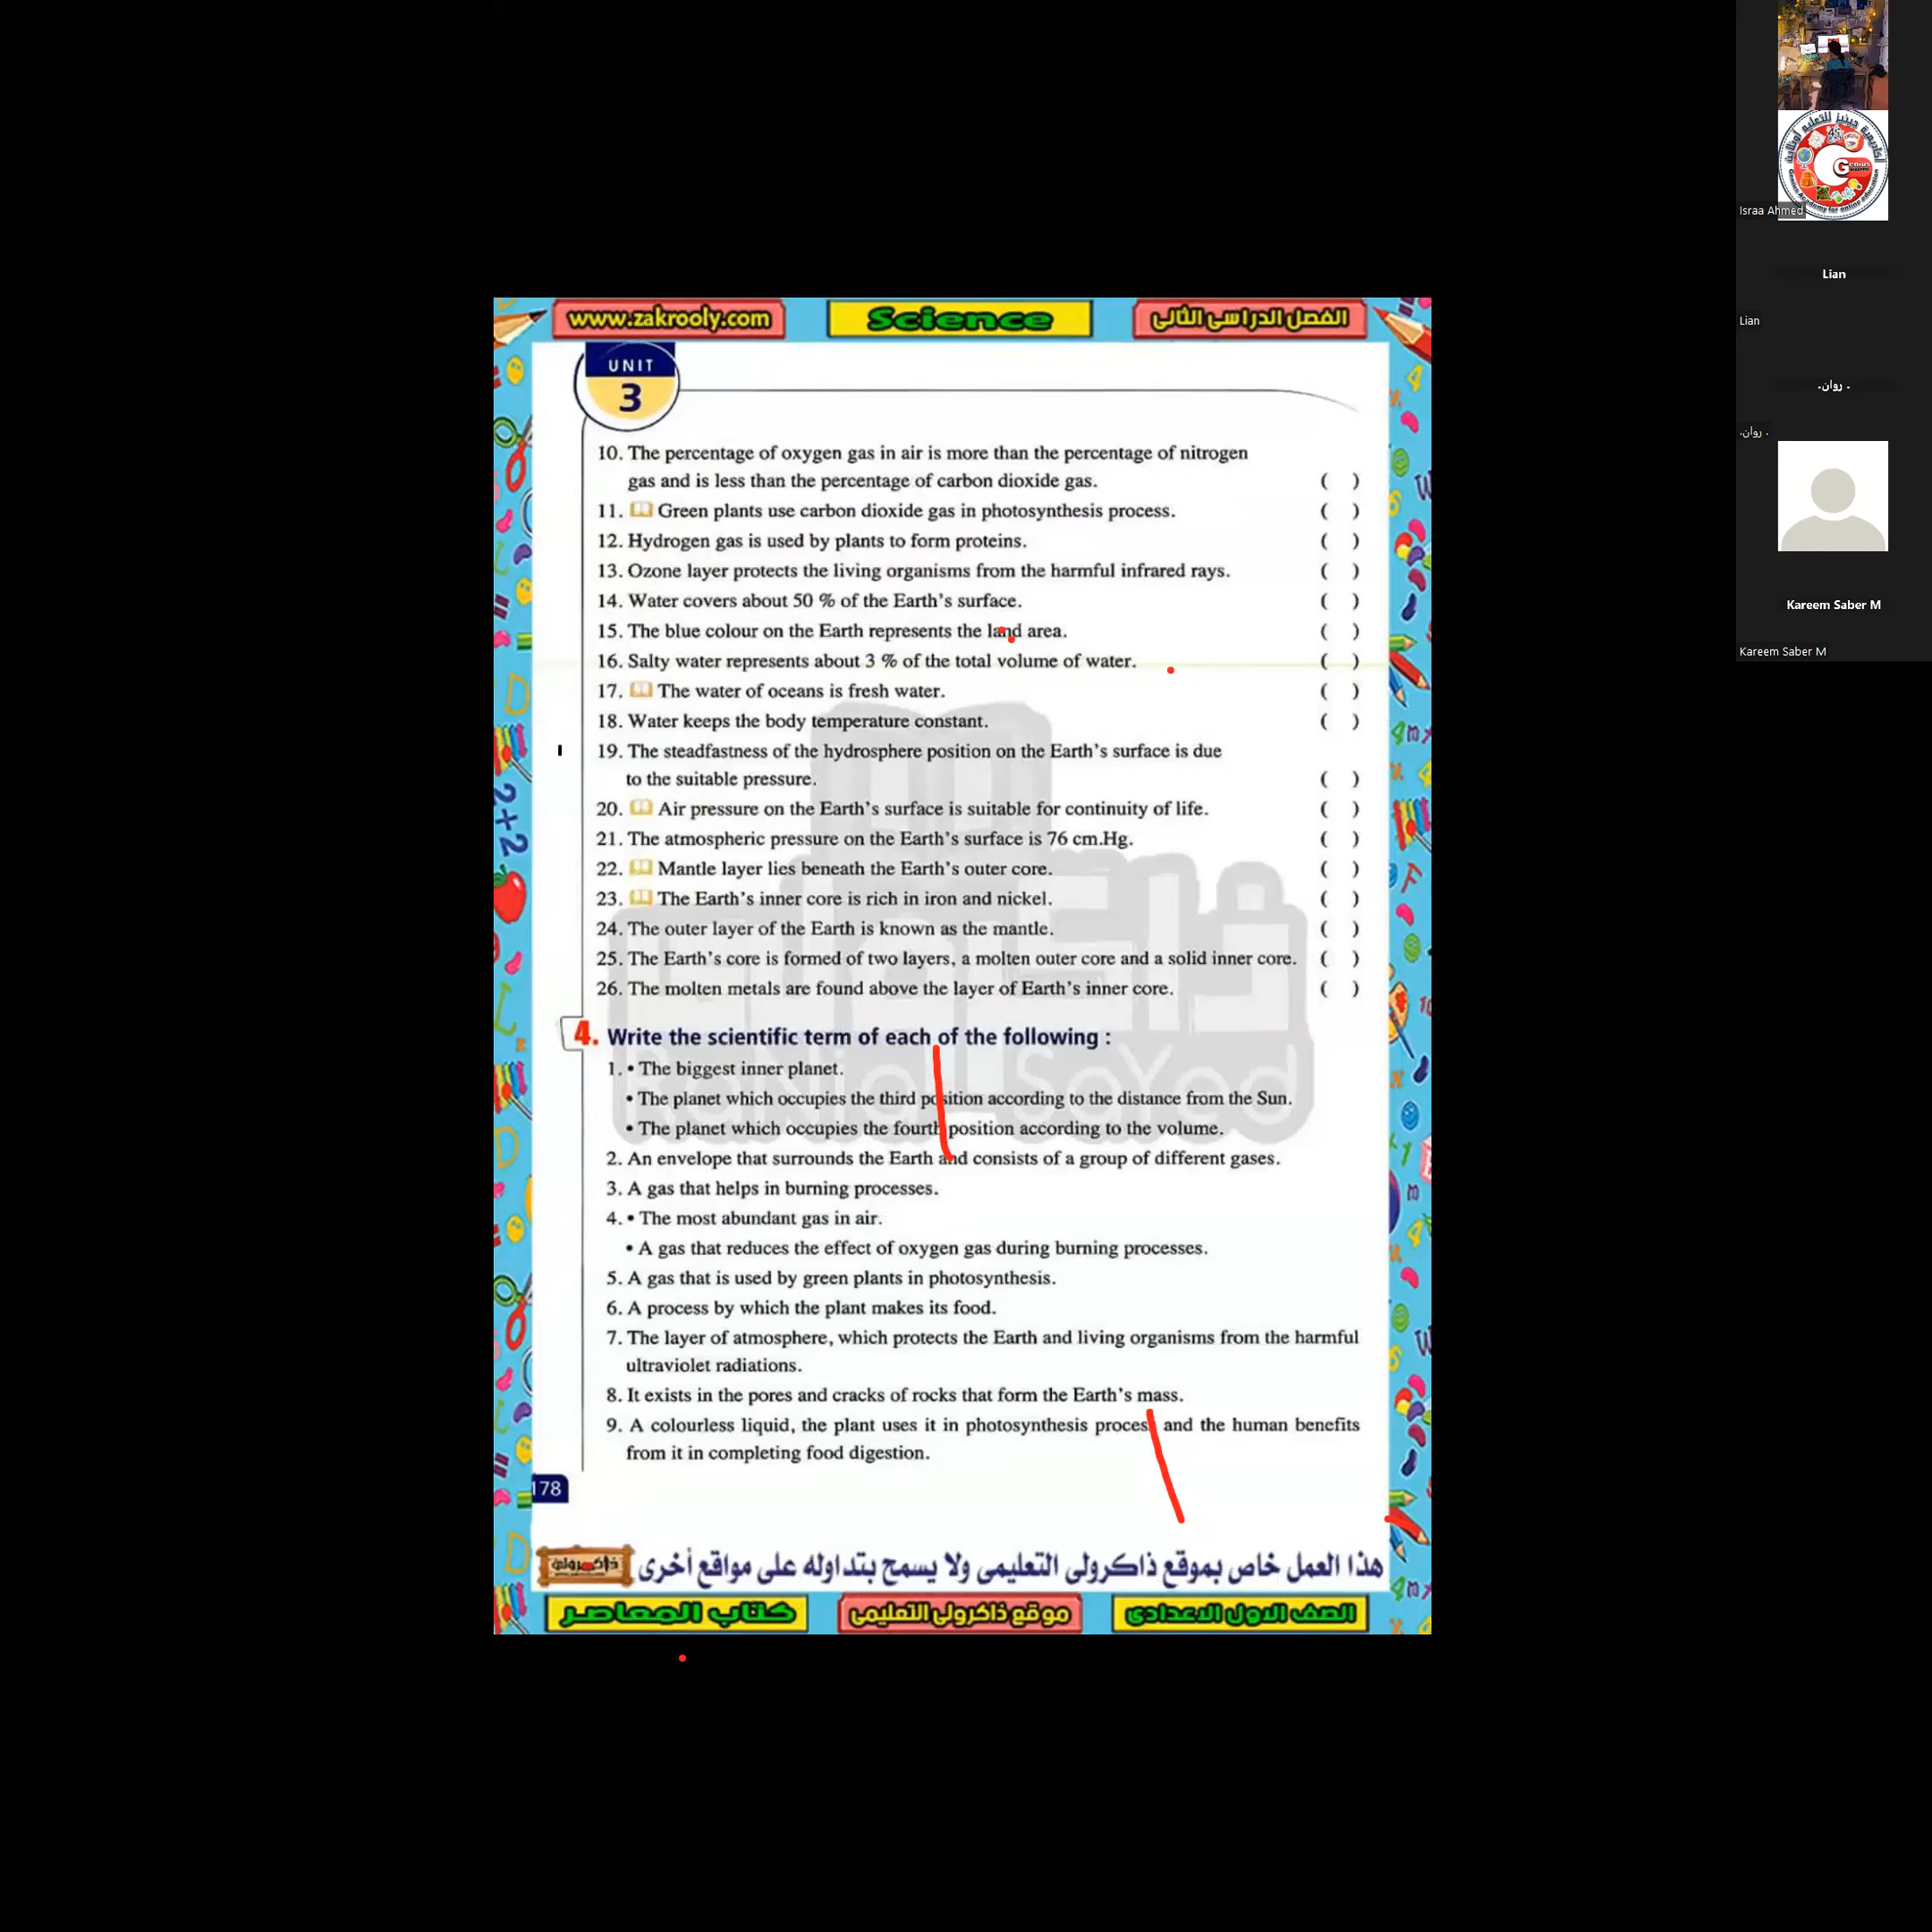 www.zakrooly.com
Science
الفصل الدراسى الثانى
UNIT
3
10. The percentage of oxygen gas in air is more than the percentage of nitrogen
gas and is less than the percentage of carbon dioxide gas. ( )
11. Green plants use carbon dioxide gas in photosynthesis process. ( )
12. Hydrogen gas is used by plants to form proteins. ( )
13. Ozone layer protects the living organisms from the harmful infrared rays. ( )
14. Water covers about 50 % of the Earth's surface. ( )
15. The blue colour on the Earth represents the land area. ( )
16. Salty water represents about 3 % of the total volume of water. ( )
17. The water of oceans is fresh water. ( )
18. Water keeps the body temperature constant. ( )
19. The steadfastness of the hydrosphere position on the Earth's surface is due
to the suitable pressure. ( )
20. Air pressure on the Earth's surface is suitable for continuity of life. ( )
21. The atmospheric pressure on the Earth's surface is 76 cm.Hg. ( )
22. Mantle layer lies beneath the Earth's outer core. ( )
23. The Earth's inner core is rich in iron and nickel. ( )
24. The outer layer of the Earth is known as the mantle. ( )
25. The Earth's core is formed of two layers, a molten outer core and a solid inner core. ( )
26. The molten metals are found above the layer of Earth's inner core. ( )
4. Write the scientific term of each of the following :
1. • The biggest inner planet.
• The planet which occupies the third position according to the distance from the Sun.
• The planet which occupies the fourth position according to the volume.
2. An envelope that surrounds the Earth and consists of a group of different gases.
3. A gas that helps in burning processes.
4. • The most abundant gas in air.
• A gas that reduces the effect of oxygen gas during burning processes.
5. A gas that is used by green plants in photosynthesis.
6. A process by which the plant makes its food.
7. The layer of atmosphere, which protects the Earth and living organisms from the harmful
ultraviolet radiations.
8. It exists in the pores and cracks of rocks that form the Earth's mass.
9. A colourless liquid, the plant uses it in photosynthesis process and the human benefits
from it in completing food digestion.
178
هذا العمل خاص بموقع ذاكرولى التعليمى ولا يسمح بتداوله على مواقع أخرى
ذاكرولى
الصف الاول الاعدادى
موقع ذاكرولى التعليمى
كتاب المعاصر
Genius
Israa Ahmed
Lian
Lian
روان.
روان.
Kareem Saber M
Kareem Saber M